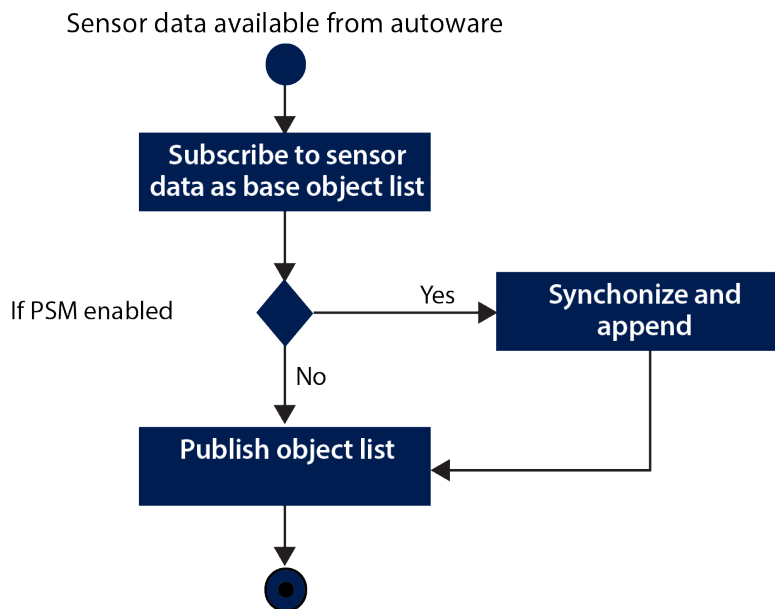 Sensor data available from autoware
Subscribe to sensor
data as base object list
If PSM enabled
Yes
Synchonize and
append
No
Publish object list